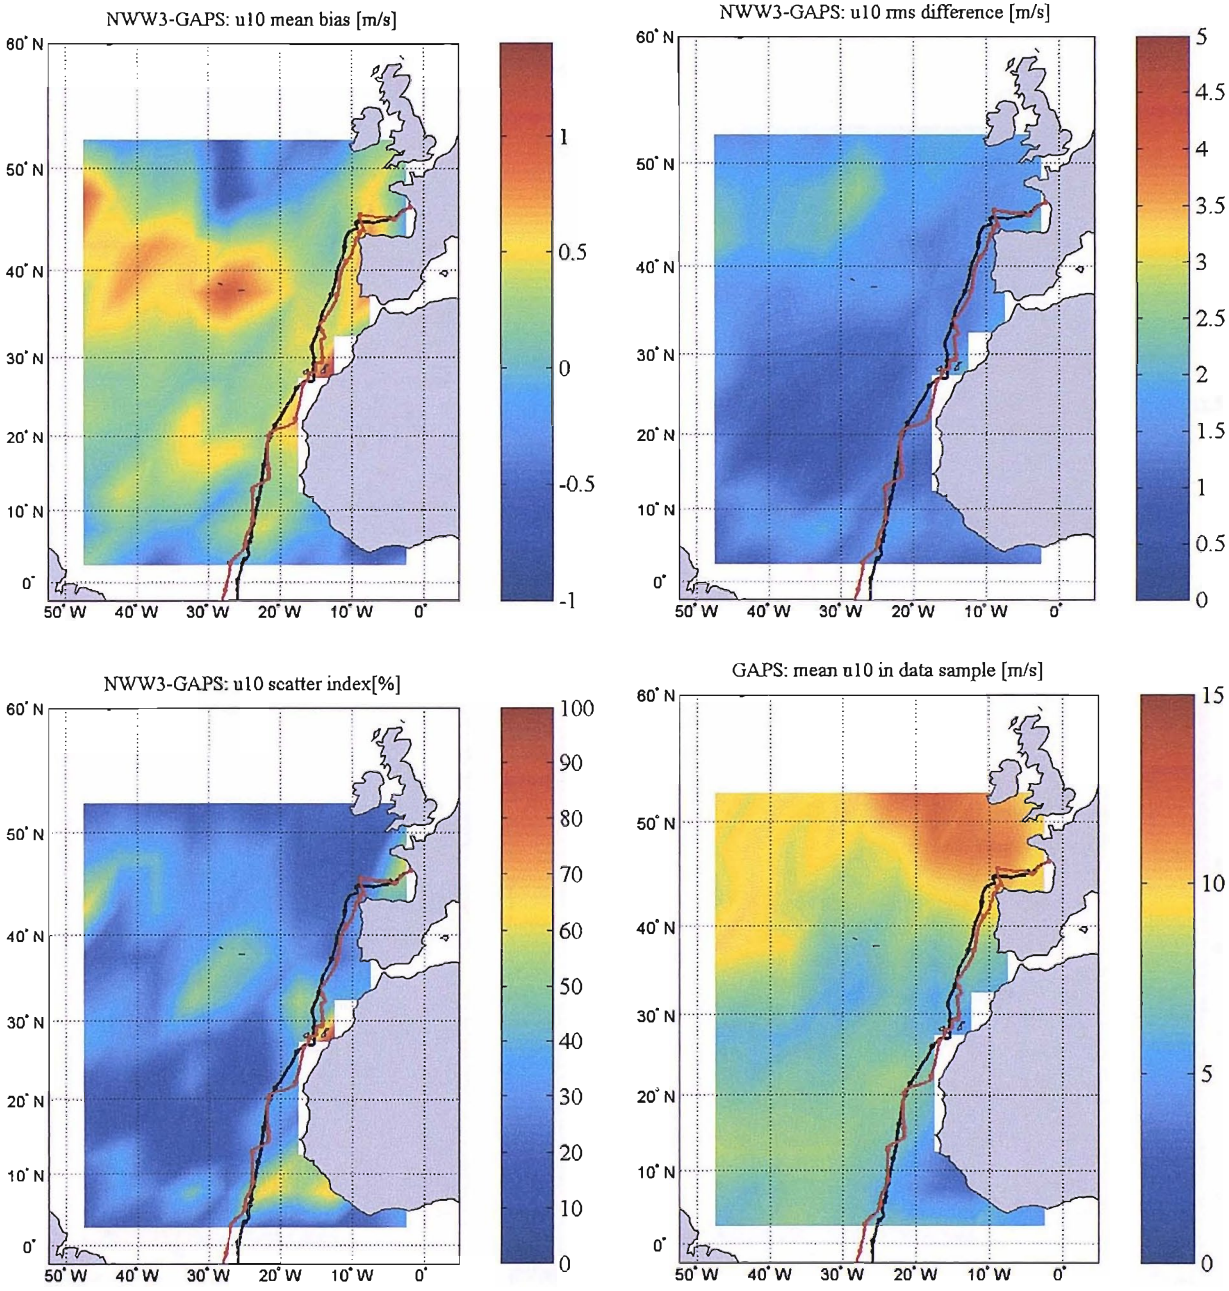 NWW3-GAPS: u10 mean bias [m/s]
60° N
50° N
40° N
30° N
20° N
10° N
0°
50° W 40° W 30° W 20° W 10° W 0°
1
0.5
0
-0.5
-1
NWW3-GAPS: u10 rms difference [m/s]
60° N
50° N
40° N
30° N
20° N
10° N
0°
50° W 40° W 30° W 20° W 10° W 0°
5
4.5
4
3.5
3
2.5
2
1.5
1
0.5
0
NWW3-GAPS: u10 scatter index[%]
60° N
50° N
40° N
30° N
20° N
10° N
0°
50° W 40° W 30° W 20° W 10° W 0°
100
90
80
70
60
50
40
30
20
10
0
GAPS: mean u10 in data sample [m/s]
60° N
50° N
40° N
30° N
20° N
10° N
0°
50° W 40° W 30° W 20° W 10° W 0°
15
10
5
0